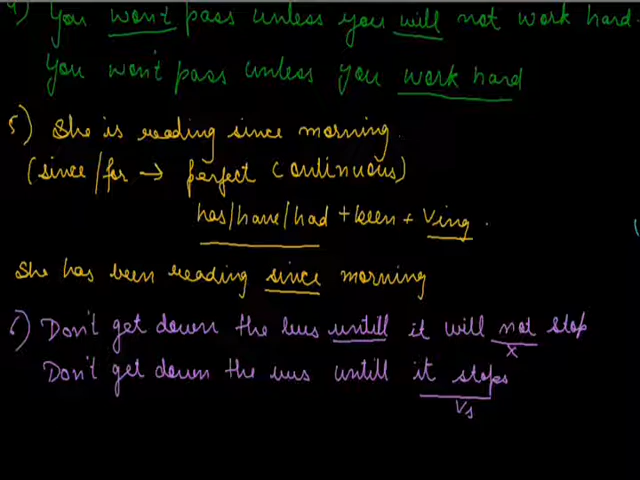 4) You won't pass unless you will not work hard.
You won't pass unless you work hard
5) She is reading since morning.
(since/for → perfect continuous)
has/have/had + been + Ving.
She has been reading since morning
6) Don't get down the bus untill it will not stop
x
Don't get down the bus untill it stops
Vs